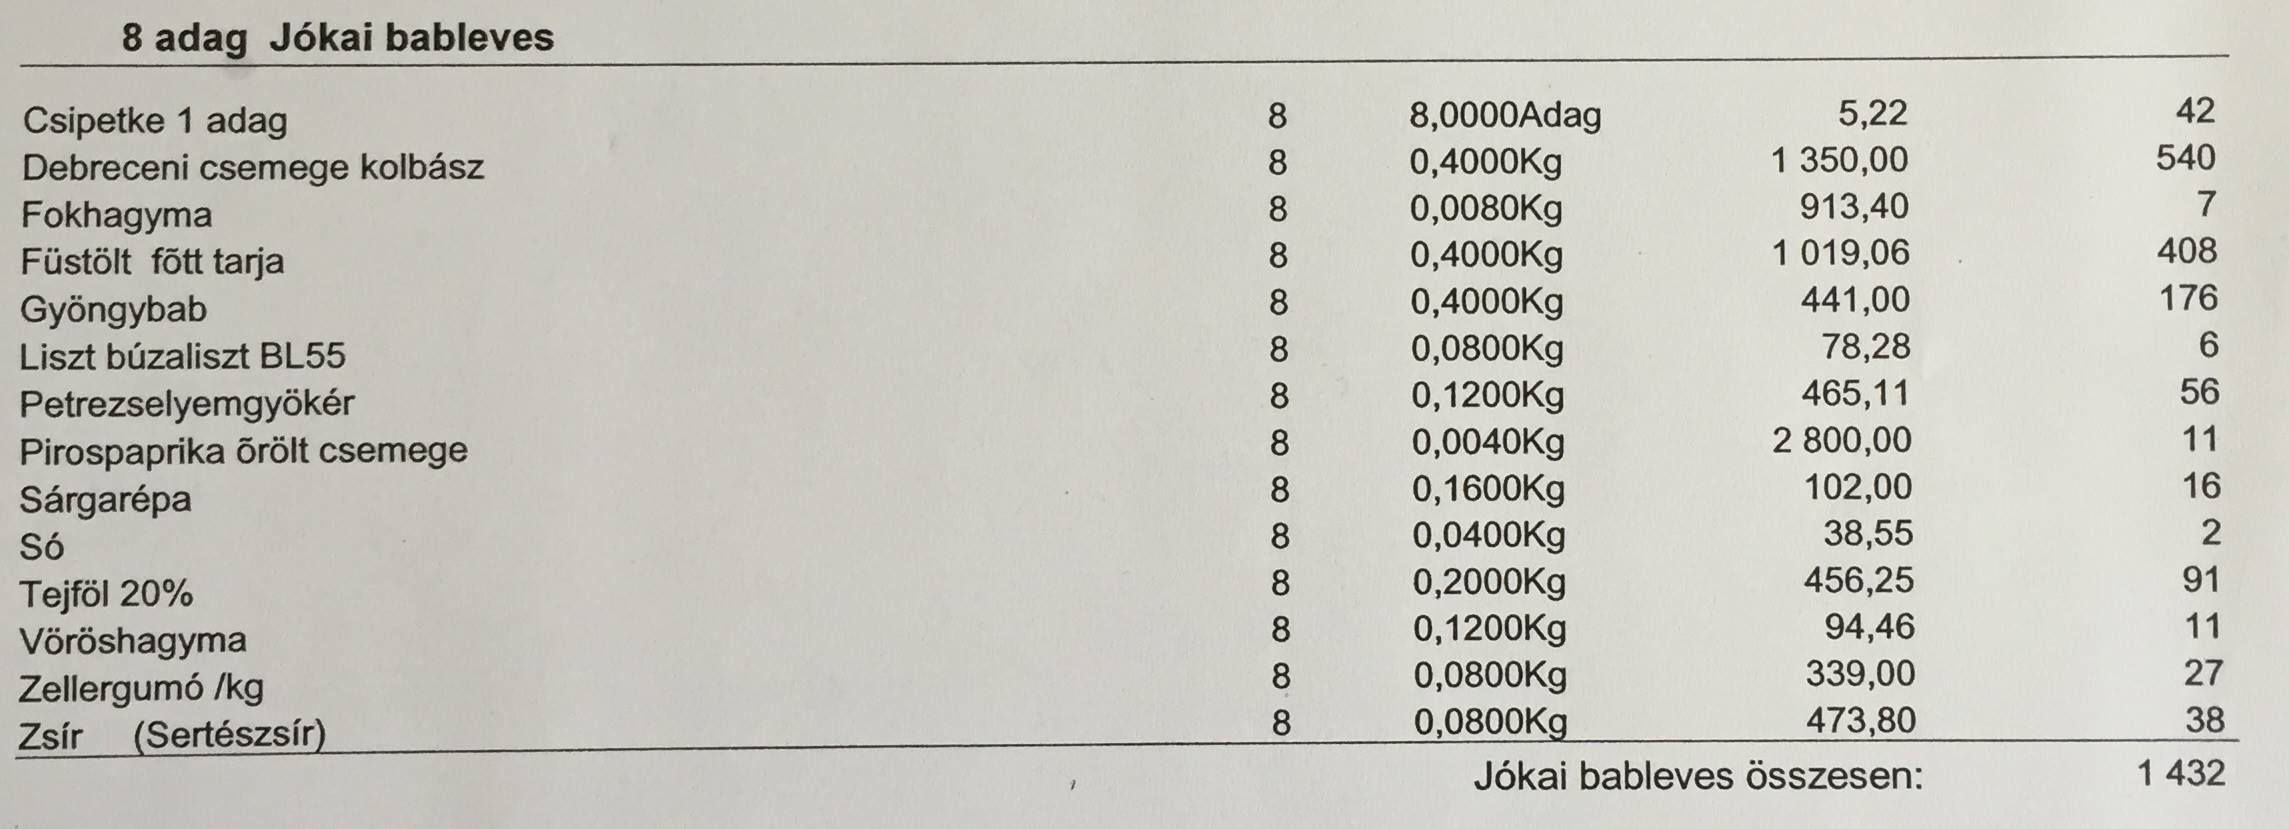 8 adag Jókai bableves
Csipetke 1 adag 8 8,0000Adag 5,22 42
Debreceni csemege kolbász 8 0,4000Kg 1 350,00 540
Fokhagyma 8 0,0080Kg 913,40 7
Füstölt fõtt tarja 8 0,4000Kg 1 019,06 408
Gyöngybab 8 0,4000Kg 441,00 176
Liszt búzaliszt BL55 8 0,0800Kg 78,28 6
Petrezselyemgyökér 8 0,1200Kg 465,11 56
Pirospaprika õrölt csemege 8 0,0040Kg 2 800,00 11
Sárgarépa 8 0,1600Kg 102,00 16
Só 8 0,0400Kg 38,55 2
Tejföl 20% 8 0,2000Kg 456,25 91
Vöröshagyma 8 0,1200Kg 94,46 11
Zellergumó /kg 8 0,0800Kg 339,00 27
Zsír (Sertészsír) 8 0,0800Kg 473,80 38
Jókai bableves összesen: 1 432